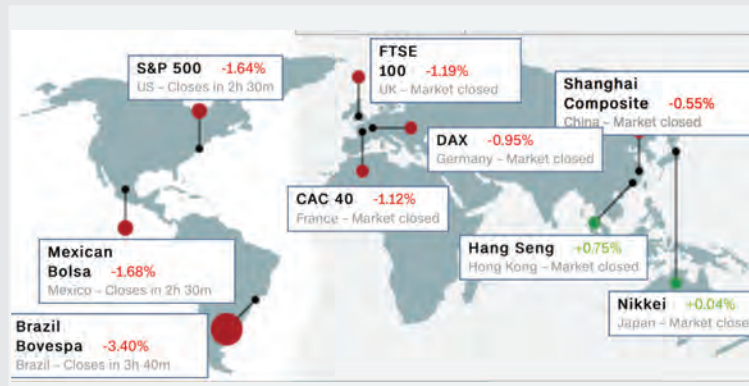 S&P 500 -1.64%
US – Closes in 2h 30m
FTSE
100 -1.19%
UK – Market closed
Shanghai
Composite -0.55%
China – Market closed
DAX -0.95%
Germany – Market closed
CAC 40 -1.12%
France – Market closed
Mexican
Bolsa -1.68%
Mexico – Closes in 2h 30m
Hang Seng +0.75%
Hong Kong – Market closed
Nikkei +0.04%
Japan – Market close
Brazil
Bovespa -3.40%
Brazil – Closes in 3h 40m